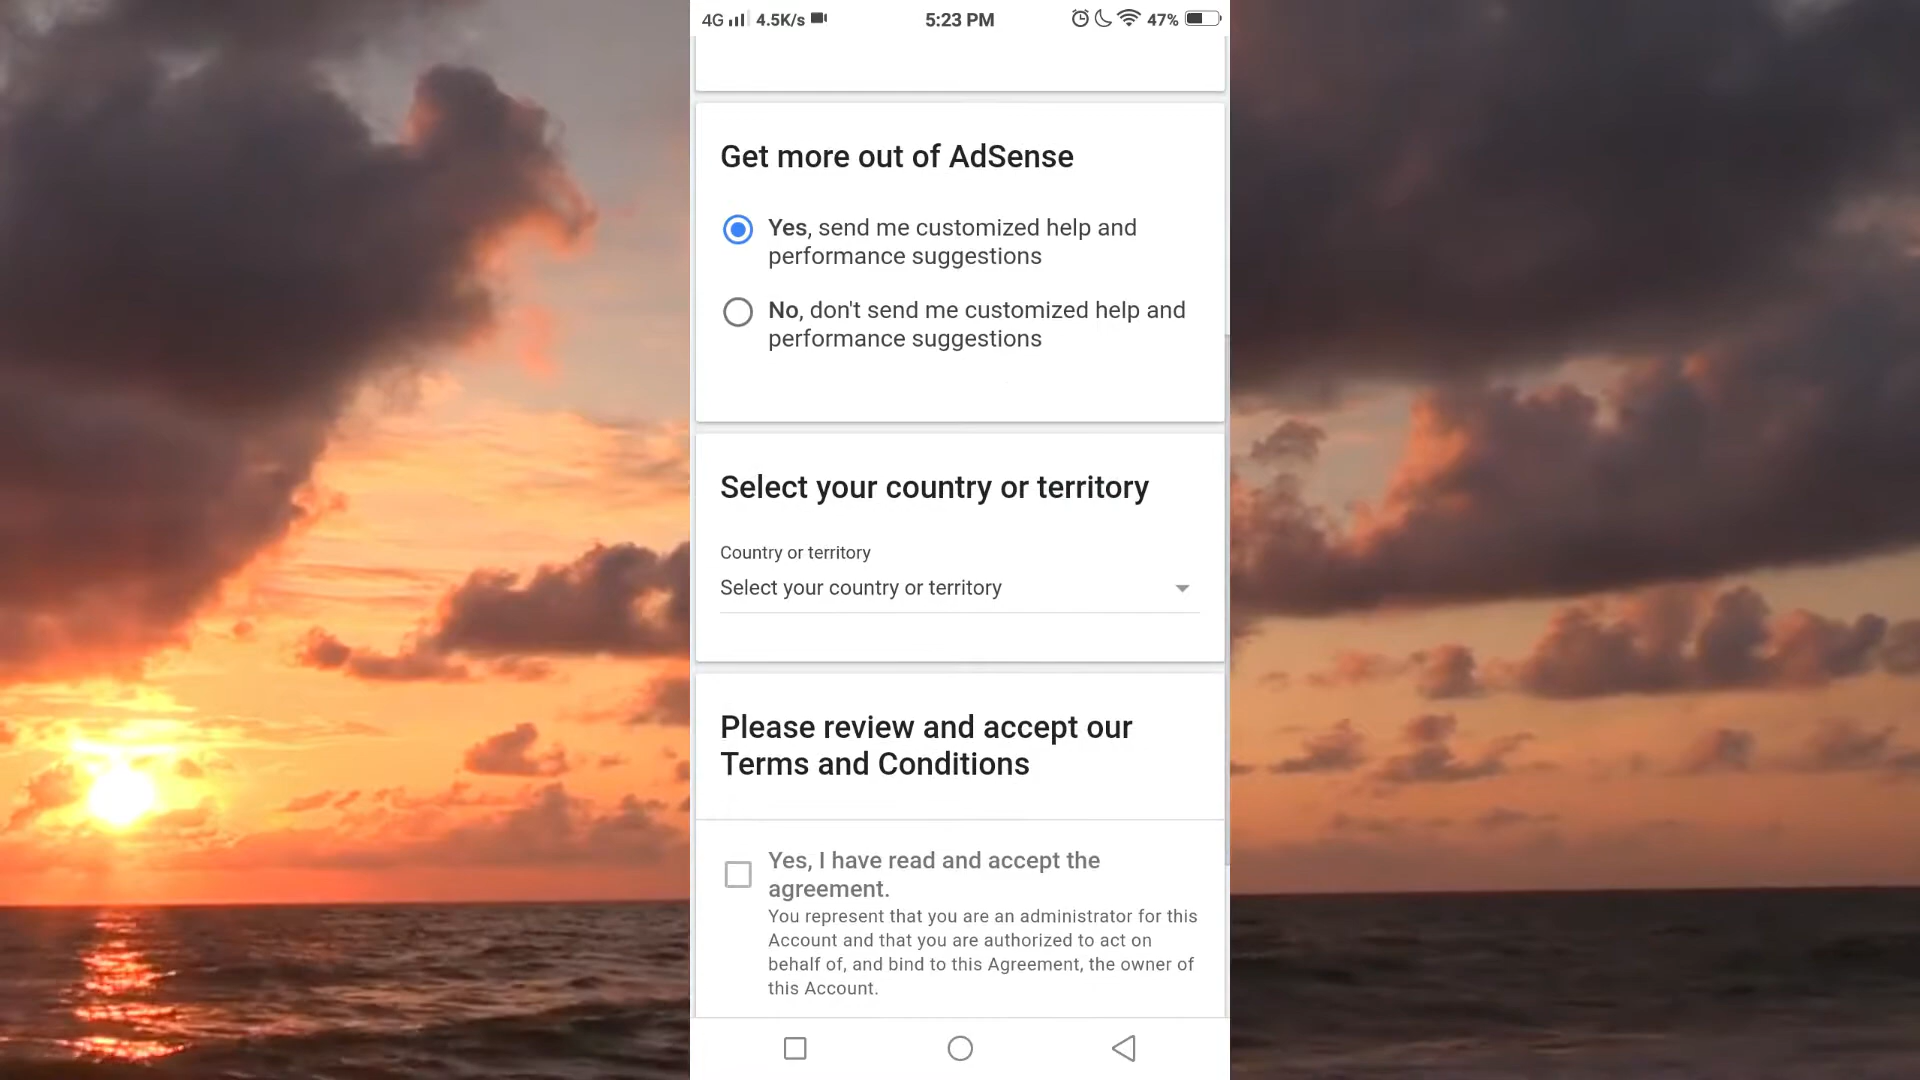 4G 4.5K/s 5:23 PM 47%
Get more out of AdSense
Yes, send me customized help and
performance suggestions
No, don't send me customized help and
performance suggestions
Select your country or territory
Country or territory
Select your country or territory
Please review and accept our
Terms and Conditions
Yes, I have read and accept the
agreement.
You represent that you are an administrator for this
Account and that you are authorized to act on
behalf of, and bind to this Agreement, the owner of
this Account.